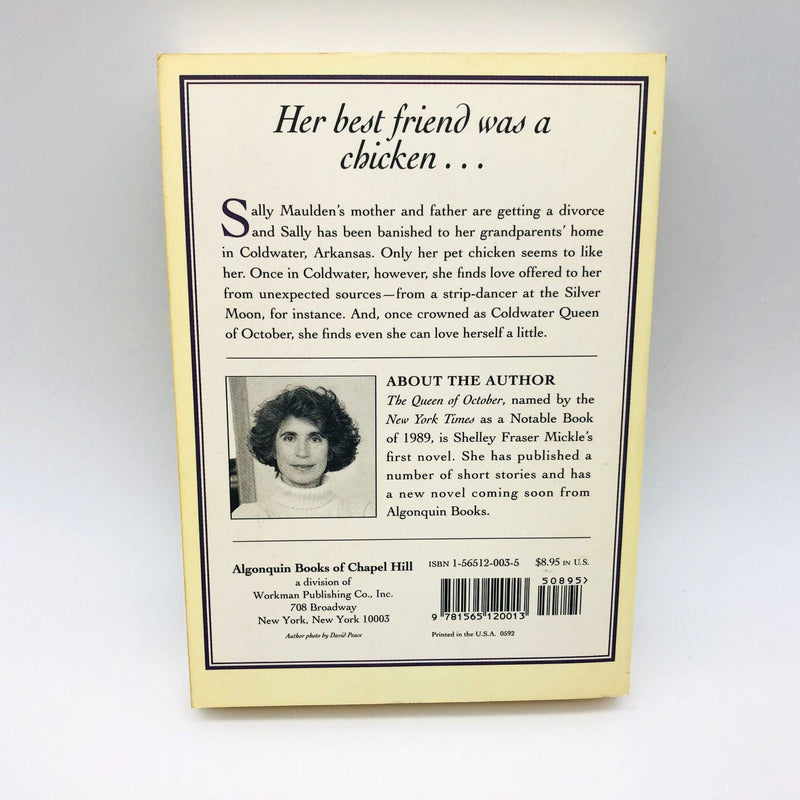 Her best friend was a
chicken . . .
Sally Maulden's mother and father are getting a divorce
and Sally has been banished to her grandparents' home
in Coldwater, Arkansas. Only her pet chicken seems to like
her. Once in Coldwater, however, she finds love offered to her
from unexpected sources—from a strip-dancer at the Silver
Moon, for instance. And, once crowned as Coldwater Queen
of October, she finds even she can love herself a little.
ABOUT THE AUTHOR
The Queen of October, named by the
New York Times as a Notable Book
of 1989, is Shelley Fraser Mickle's
first novel. She has published a
number of short stories and has
a new novel coming soon from
Algonquin Books.
Algonquin Books of Chapel Hill
a division of
Workman Publishing Co., Inc.
708 Broadway
New York, New York 10003
Author photo by David Peace
ISBN 1-56512-003-5 $8.95 IN U.S.
50895>
9 781565 120013
Printed in the U.S.A. 0592